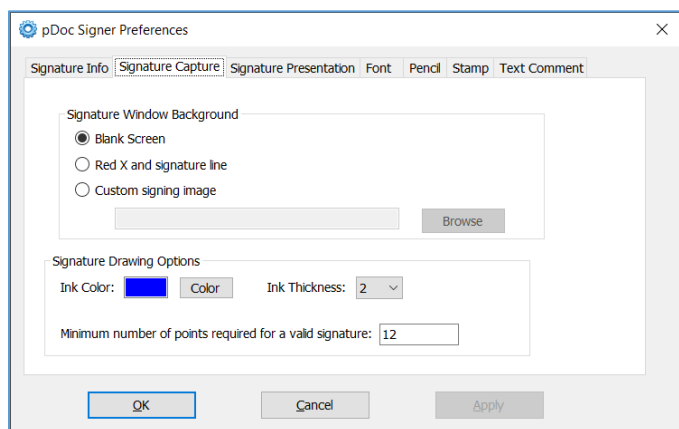 pDoc Signer Preferences
Signature Info Signature Capture Signature Presentation Font Pencil Stamp Text Comment
Signature Window Background
Blank Screen
Red X and signature line
Custom signing image
Browse
Signature Drawing Options
Ink Color: Color Ink Thickness: 2
Minimum number of points required for a valid signature: 12
OK Cancel Apply